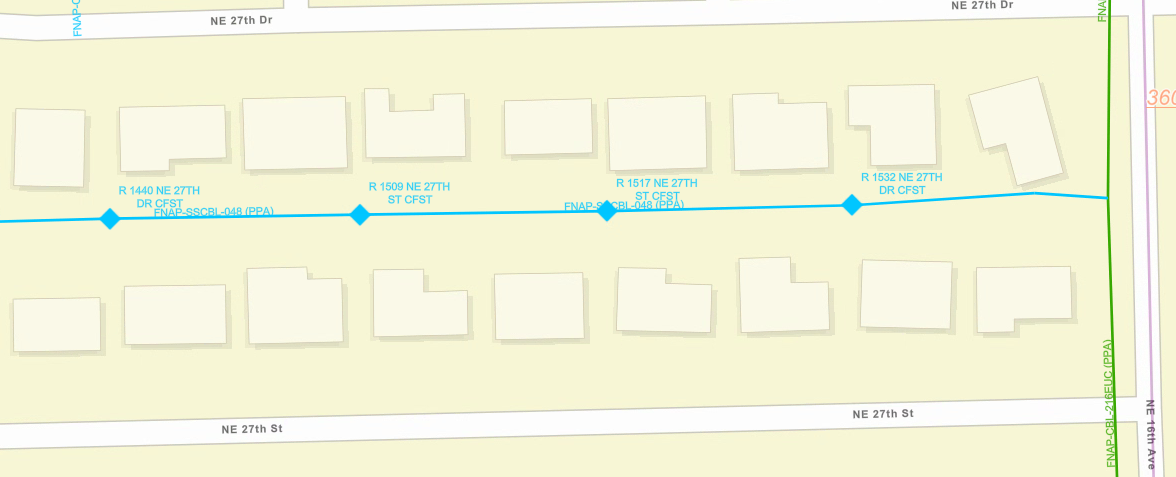 NE 27th Dr
NE 27th Dr
FNAP-C
FNAP
360
R 1440 NE 27TH
DR CFST
R 1509 NE 27TH
ST CFST
R 1517 NE 27TH
ST CFST
R 1532 NE 27TH
DR CFST
FNAP-SSCBL-048 (PPA)
FNAP-SSCBL-048 (PPA)
FNAP-CBL-216EUC (PPA)
NE 27th St
NE 27th St
NE 16th Ave